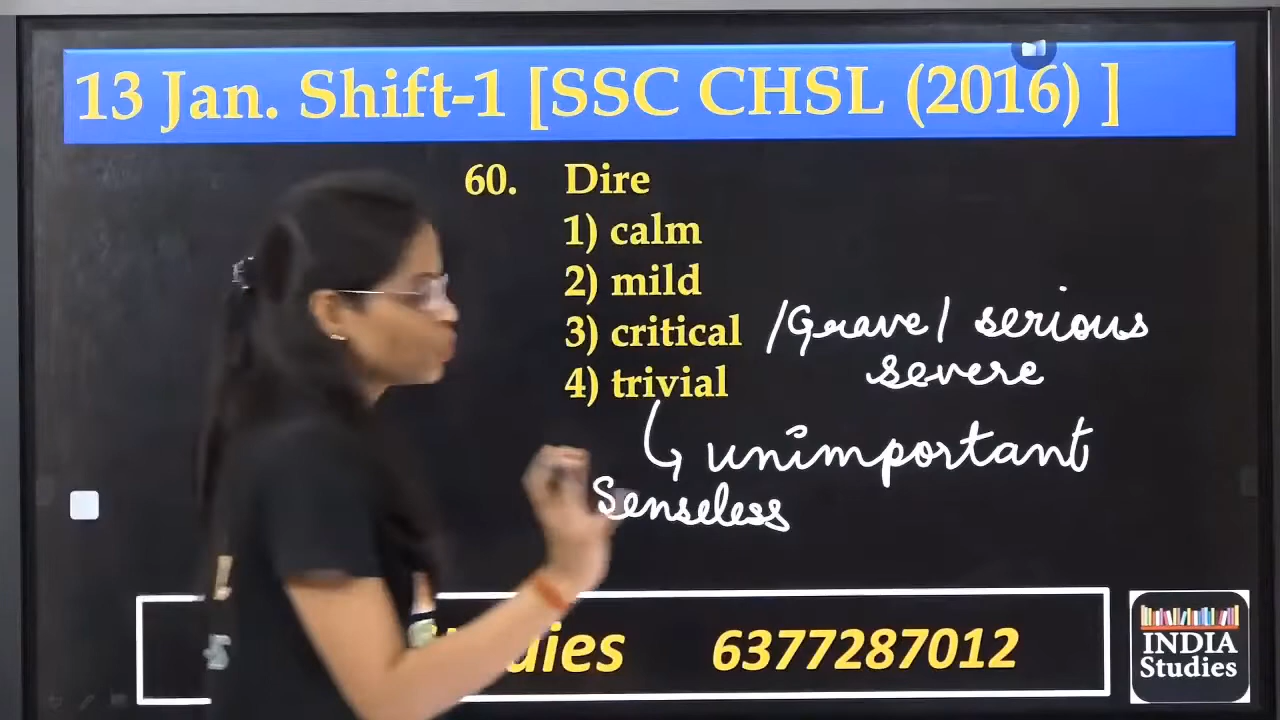 13 Jan. Shift-1 [SSC CHSL (2016) ]
60. Dire
1) calm
2) mild
3) critical /Grave/ serious
severe
4) trivial
unimportant
Senseless
6377287012
INDIA
Studies